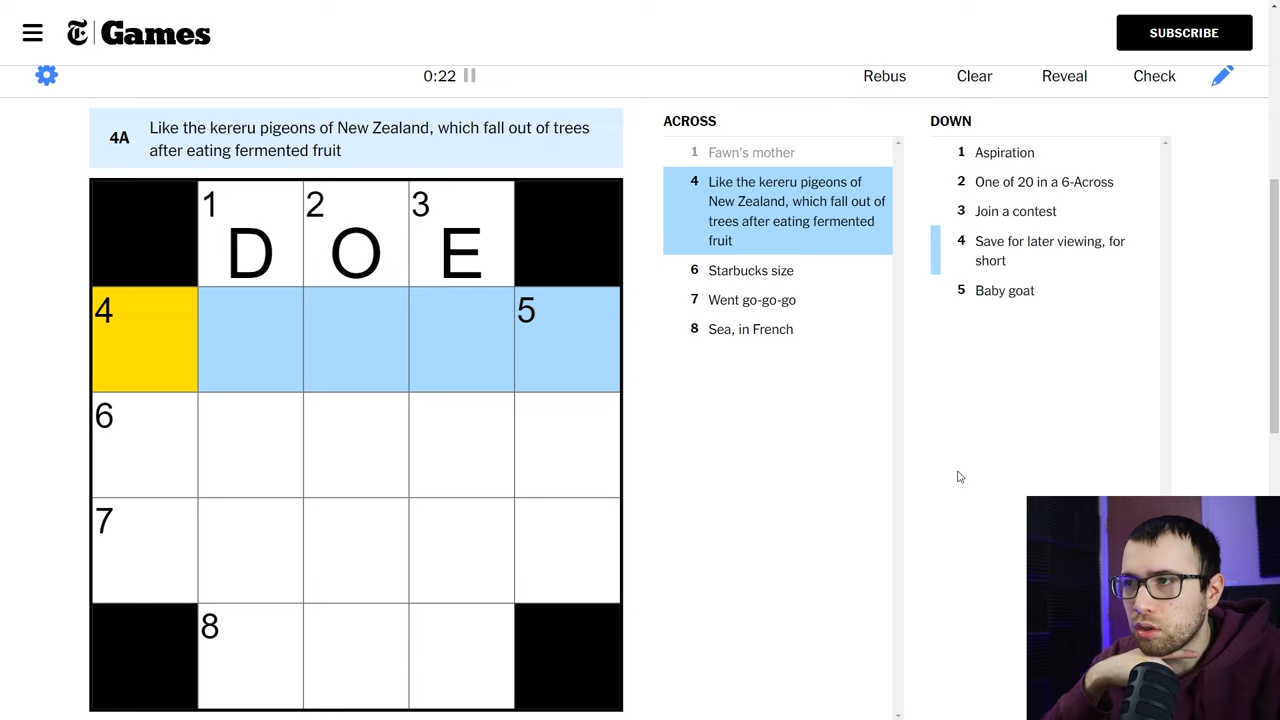 Games
SUBSCRIBE
0:22
Rebus
Clear
Reveal
Check
4A
Like the kereru pigeons of New Zealand, which fall out of trees
after eating fermented fruit
1
2
3
D
O
E
4
5
6
7
8
ACROSS
1 Fawn's mother
4 Like the kereru pigeons of
New Zealand, which fall out of
trees after eating fermented
fruit
6 Starbucks size
7 Went go-go-go
8 Sea, in French
DOWN
1 Aspiration
2 One of 20 in a 6-Across
3 Join a contest
4 Save for later viewing, for
short
5 Baby goat